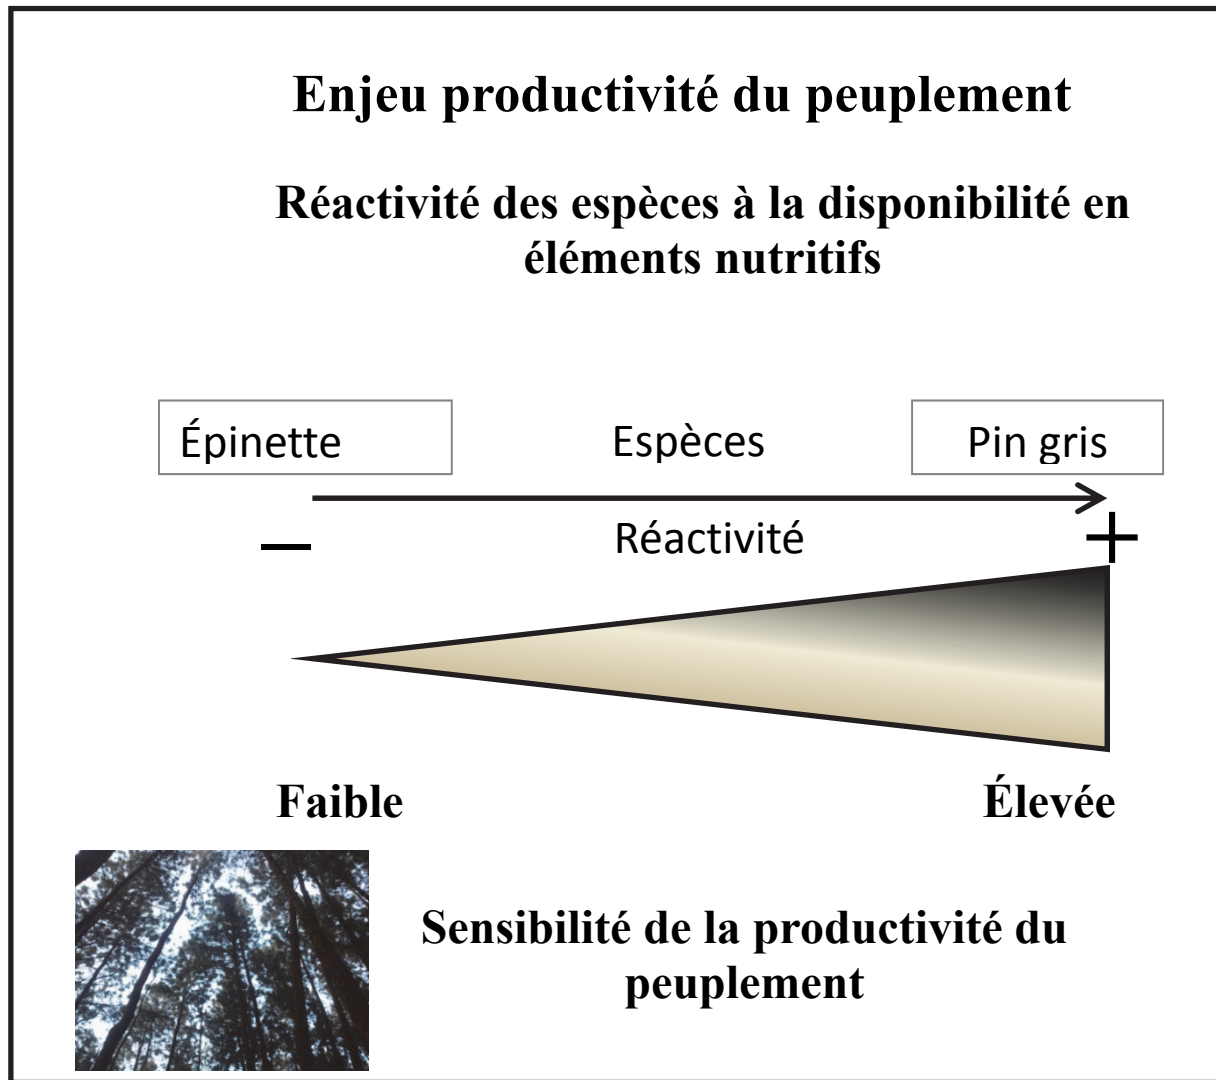 Enjeu productivité du peuplement
Réactivité des espèces à la disponibilité en
éléments nutritifs
Épinette Espèces Pin gris
— Réactivité +
Faible Élevée
Sensibilité de la productivité du
peuplement